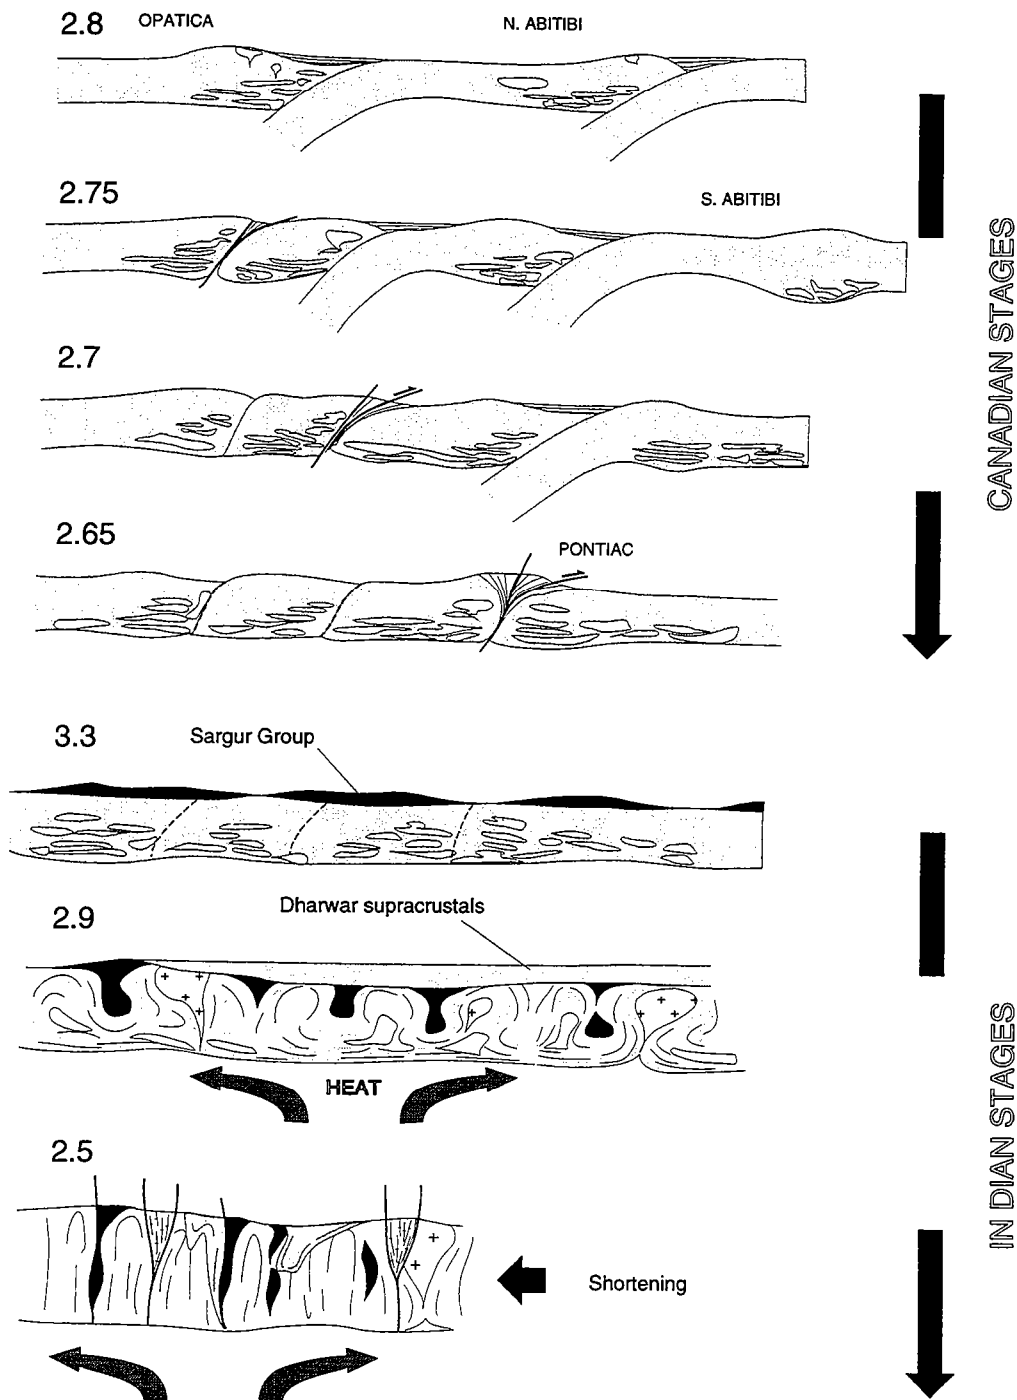 2.8
OPATICA
N. ABITIBI
2.75
S. ABITIBI
2.7
2.65
PONTIAC
CANADIAN STAGES
3.3
Sargur Group
2.9
Dharwar supracrustals
HEAT
2.5
Shortening
IN DIAN STAGES